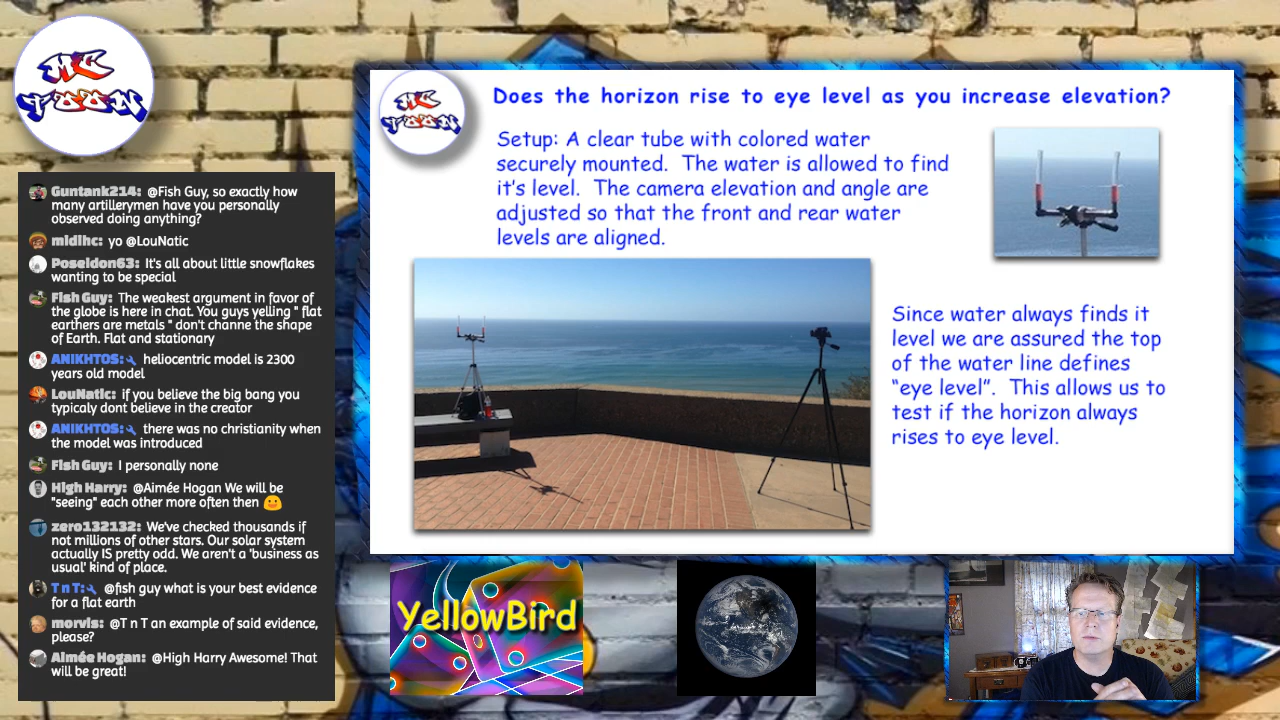 MC
TOON
Guntank214: @Fish Guy, so exactly how
many artillerymen have you personally
observed doing anything?
midihc: yo @LouNatic
Poseidon63: It's all about little snowflakes
wanting to be special
Fish Guy: The weakest argument in favor of
the globe is here in chat. You guys yelling " flat
earthers are metals " don't channe the shape
of Earth. Flat and stationary
ANIKHTOS: heliocentric model is 2300
years old model
LouNatic: if you believe the big bang you
typicaly dont believe in the creator
ANIKHTOS: there was no christianity when
the model was introduced
Fish Guy: I personally none
High Harry: @Aimée Hogan We will be
"seeing" each other more often then
zero132132: We've checked thousands if
not millions of other stars. Our solar system
actually IS pretty odd. We aren't a 'business as
usual' kind of place.
T n T: @fish guy what is your best evidence
for a flat earth
morvis: @T n T an example of said evidence,
please?
Aimée Hogan: @High Harry Awesome! That
will be great!
MC
TOON
Does the horizon rise to eye level as you increase elevation?
Setup: A clear tube with colored water
securely mounted. The water is allowed to find
it's level. The camera elevation and angle are
adjusted so that the front and rear water
levels are aligned.
Since water always finds it
level we are assured the top
of the water line defines
"eye level". This allows us to
test if the horizon always
rises to eye level.
YellowBird